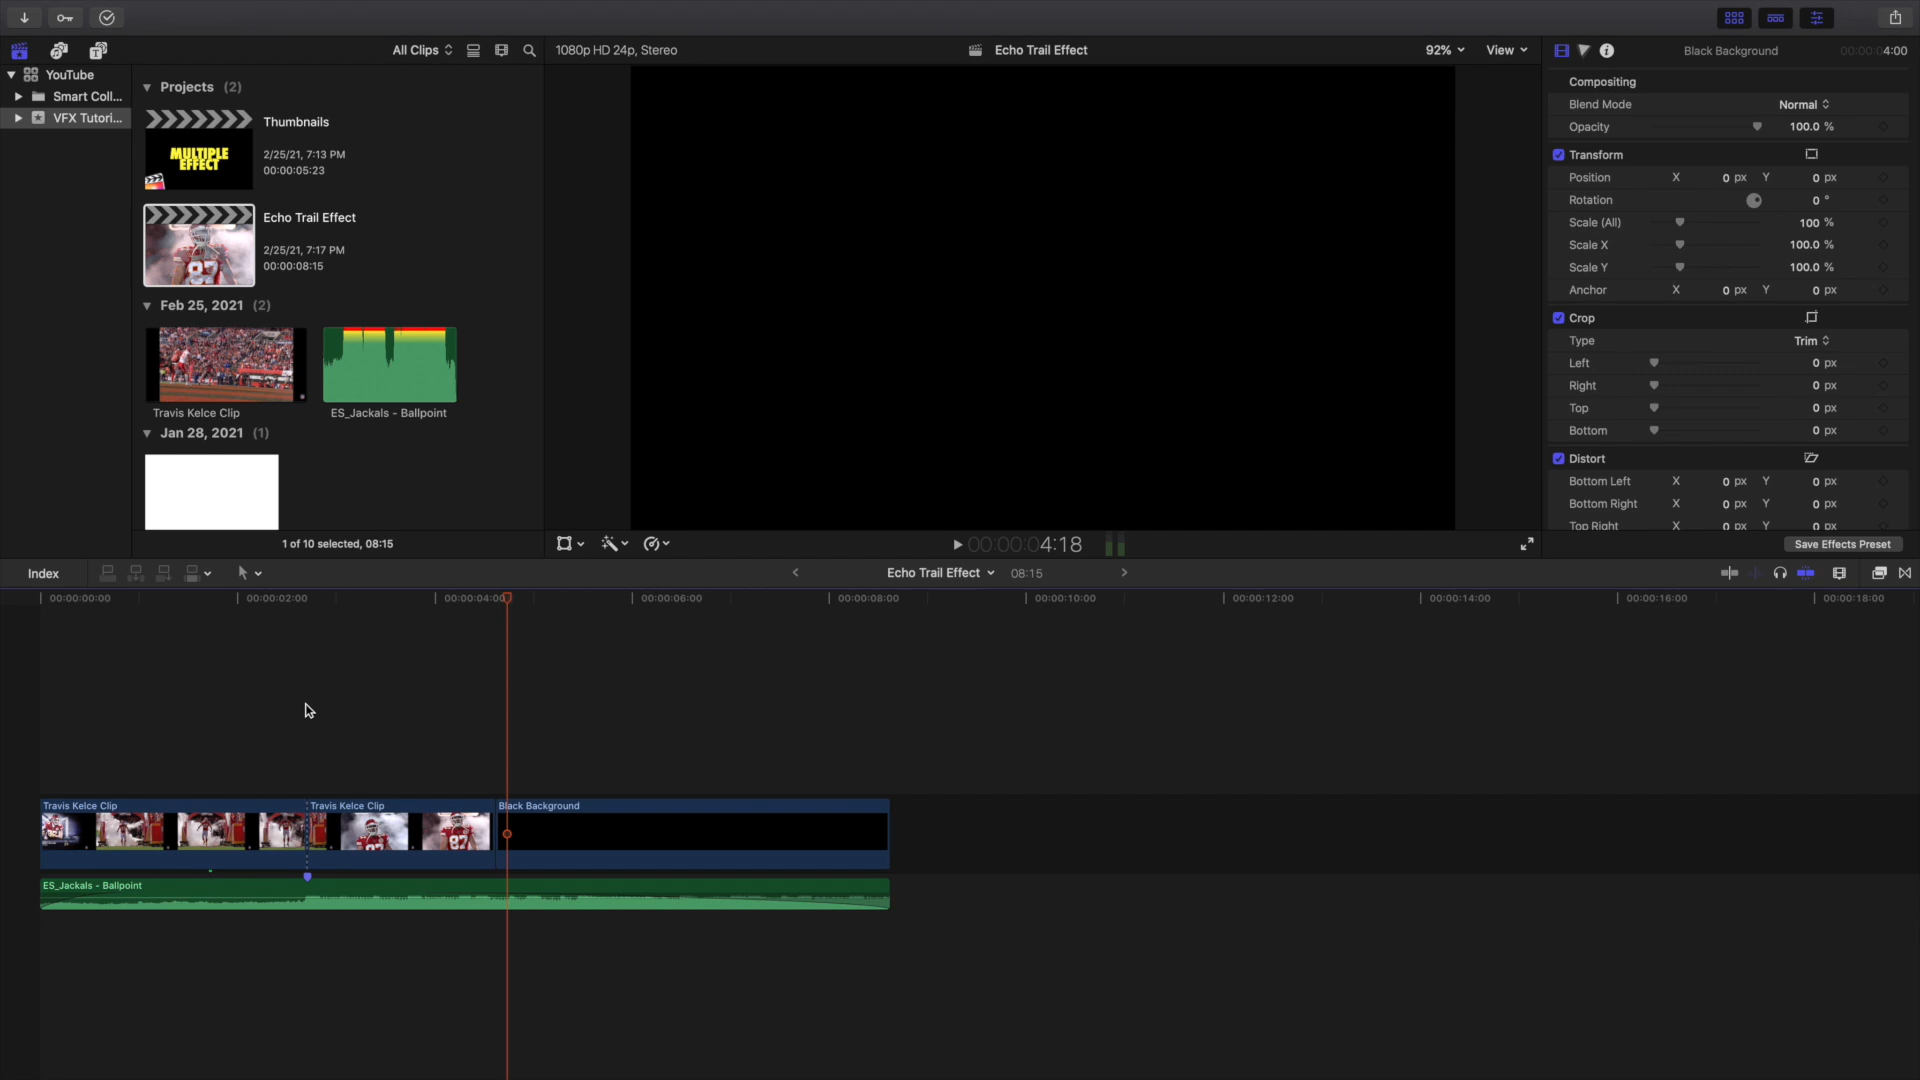 All Clips
1080p HD 24p, Stereo
Echo Trail Effect
92%
View
Black Background
00:00:04:00
YouTube
Smart Coll...
VFX Tutori...
Projects (2)
Thumbnails
2/25/21, 7:13 PM
00:00:05:23
MULTIPLE
EFFECT
Echo Trail Effect
2/25/21, 7:17 PM
00:00:08:15
87
Feb 25, 2021 (2)
Travis Kelce Clip
ES_Jackals - Ballpoint
Jan 28, 2021 (1)
1 of 10 selected, 08:15
00:00:04:18
Compositing
Blend Mode Normal
Opacity 100.0 %
Transform
Position X 0 px Y 0 px
Rotation 0 °
Scale (All) 100 %
Scale X 100.0 %
Scale Y 100.0 %
Anchor X 0 px Y 0 px
Crop
Type Trim
Left 0 px
Right 0 px
Top 0 px
Bottom 0 px
Distort
Bottom Left X 0 px Y 0 px
Bottom Right X 0 px Y 0 px
Top Right X 0 px Y 0 px
Save Effects Preset
Index
Echo Trail Effect 08:15
00:00:00:00 00:00:02:00 00:00:04:00 00:00:06:00 00:00:08:00 00:00:10:00 00:00:12:00 00:00:14:00 00:00:16:00 00:00:18:00
Travis Kelce Clip Travis Kelce Clip Black Background
87
ES_Jackals - Ballpoint